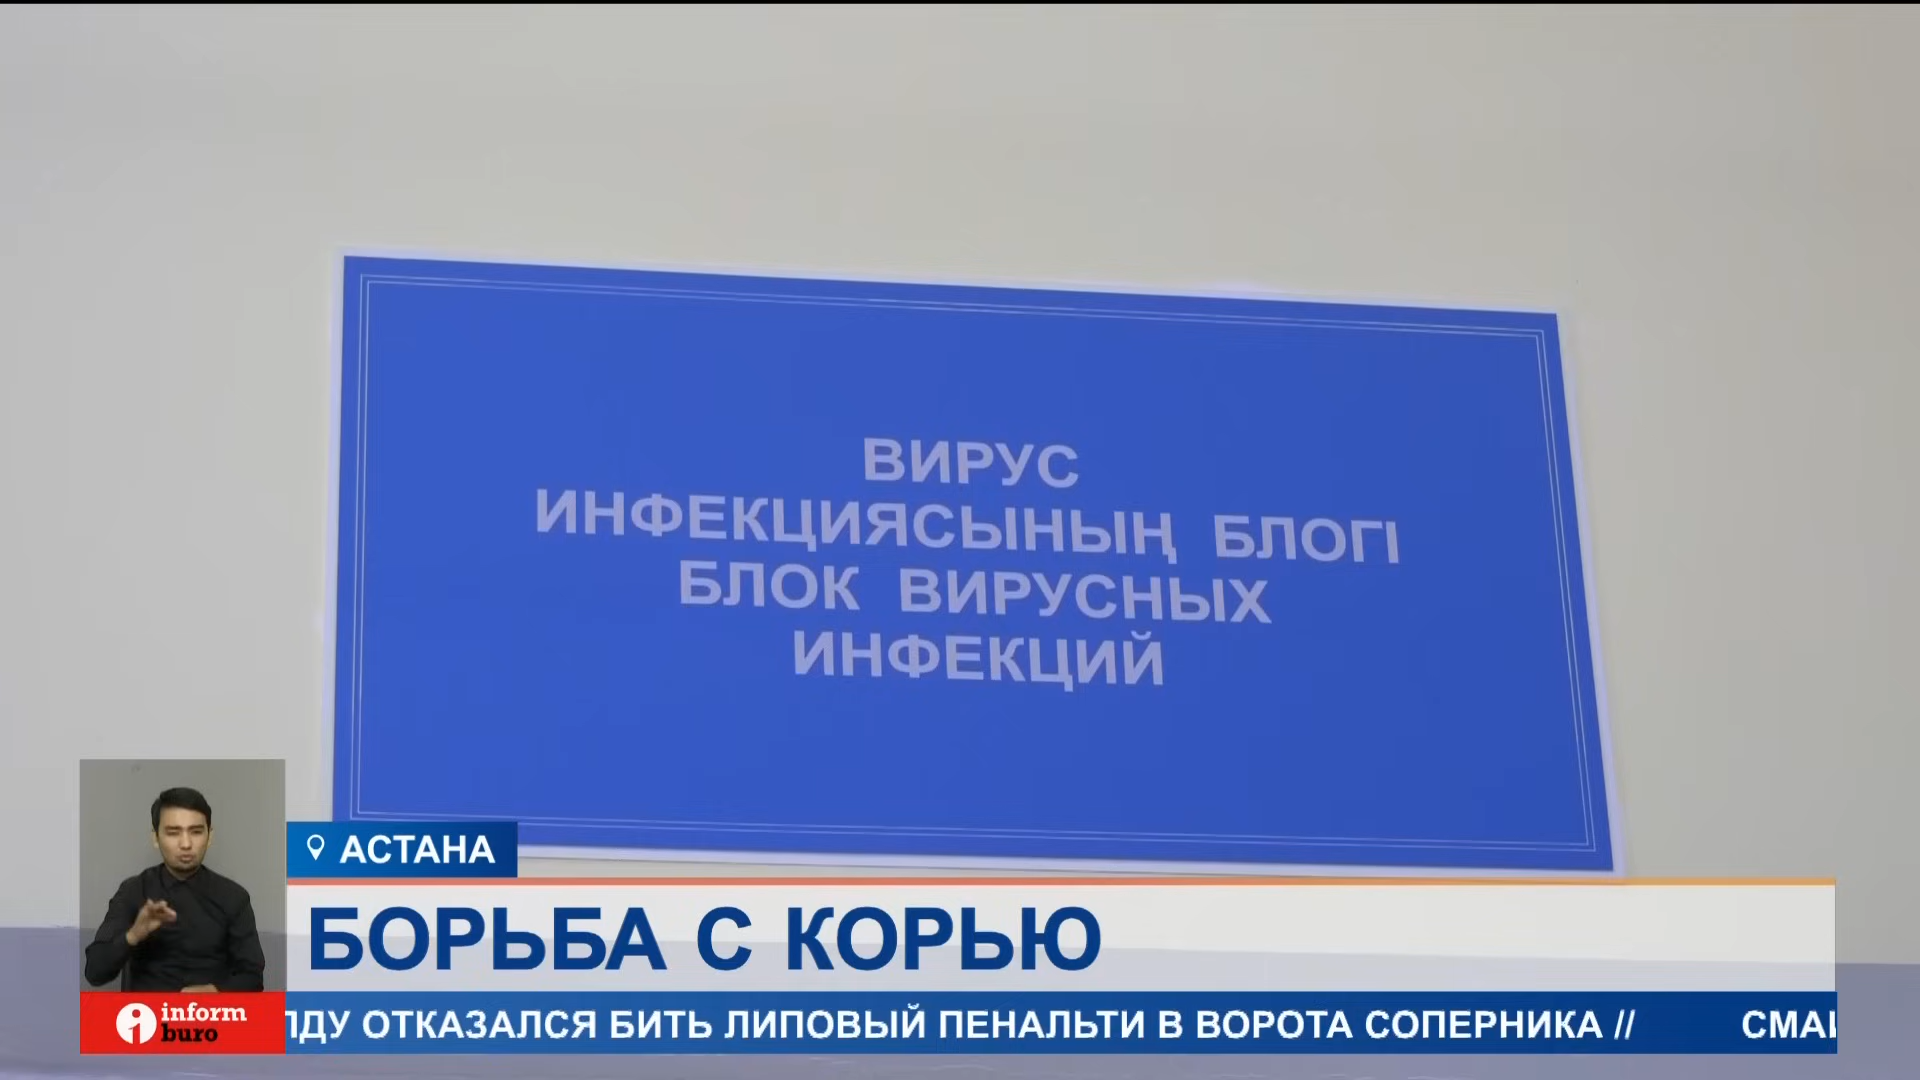 ВИРУС
ИНФЕКЦИЯСЫНЫҢ БЛОГІ
БЛОК ВИРУСНЫХ
ИНФЕКЦИЙ
АСТАНА
БОРЬБА С КОРЬЮ
inform
buro
ОТКАЗАЛСЯ БИТЬ ЛИПОВЫЙ ПЕНАЛЬТИ В ВОРОТА СОПЕРНИКА //